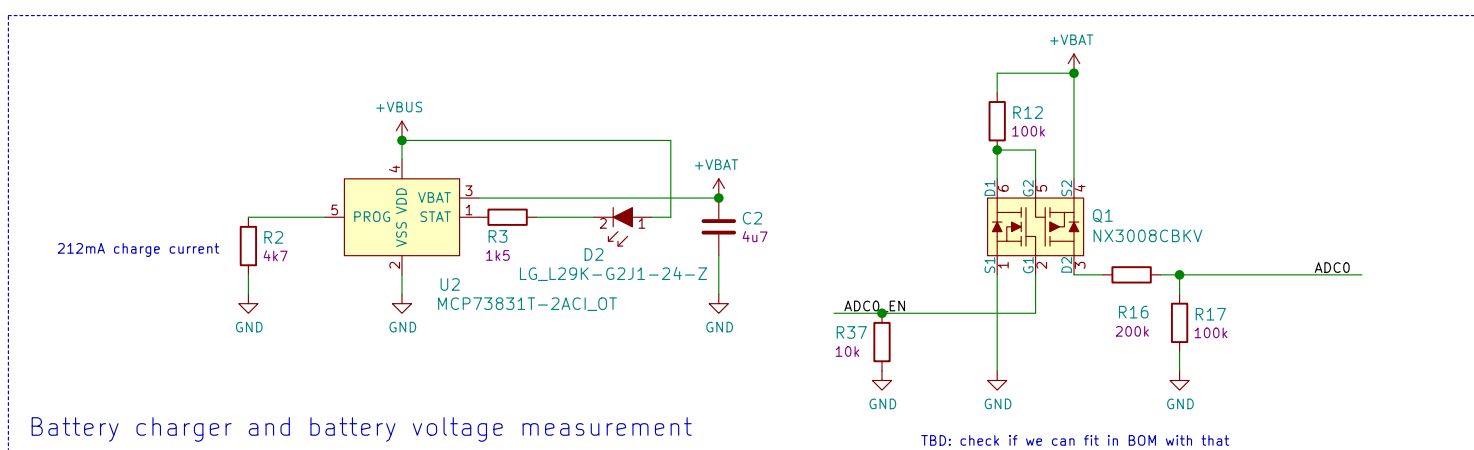 +VBUS
4
VDD
VBAT
3
5
PROG
STAT
1
VSS
2
R2
4k7
212mA charge current
GND
GND
U2
MCP73831T-2ACI_OT
R3
1k5
2
1
D2
LG_L29K-G2J1-24-Z
+VBAT
C2
4u7
GND
+VBAT
R12
100k
D1
6
G2
5
S2
4
Q1
NX3008CBKV
S1
1
G1
2
D2
3
ADC0_EN
R37
10k
GND
GND
R16
200k
R17
100k
ADC0
GND
Battery charger and battery voltage measurement
TBD: check if we can fit in BOM with that